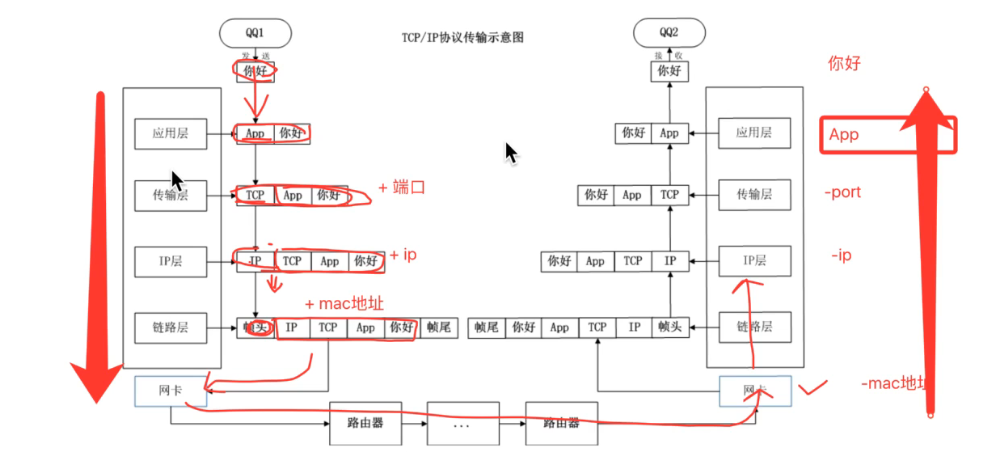 QQ1
TCP/IP协议传输示意图
QQ2
发 送
接 收
你好
你好
你好
应用层
App 你好
你好 App
应用层
App
传输层
TCP App 你好
+ 端口
你好 App TCP
传输层
-port
IP层
IP TCP App 你好
+ ip
你好 App TCP IP
IP层
-ip
+ mac地址
链路层
帧头 IP TCP App 你好 帧尾
帧尾 你好 App TCP IP 帧头
链路层
网卡
网卡
-mac地址
路由器
...
路由器